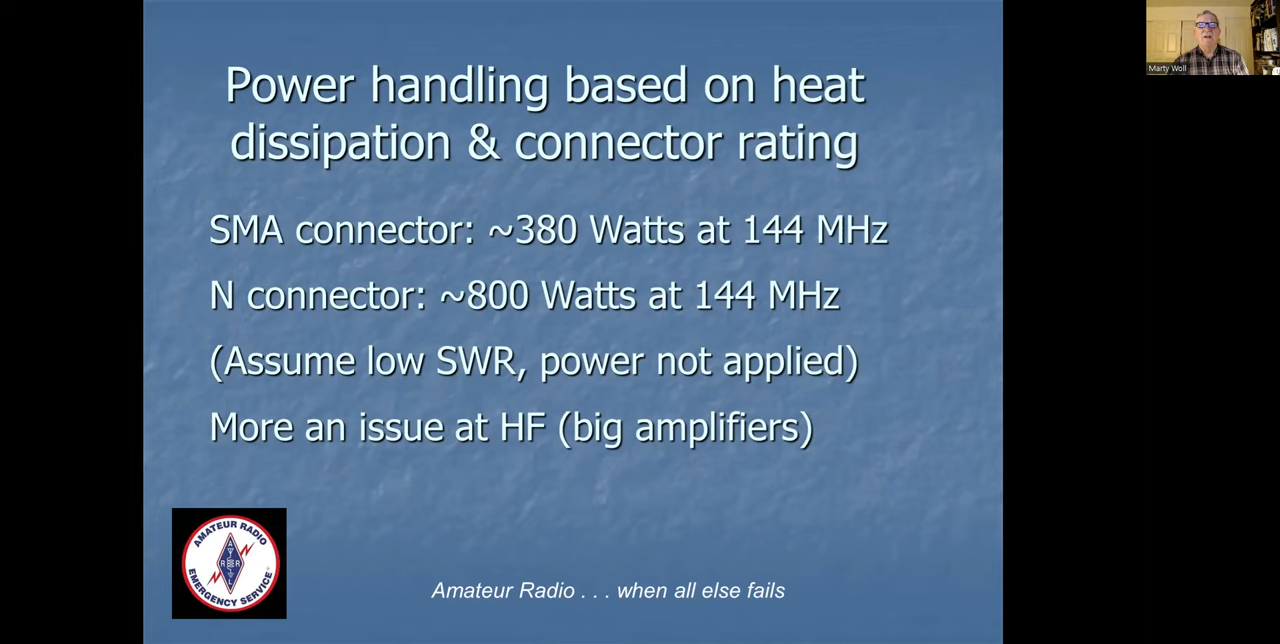 Power handling based on heat
dissipation & connector rating
SMA connector: ~380 Watts at 144 MHz
N connector: ~800 Watts at 144 MHz
(Assume low SWR, power not applied)
More an issue at HF (big amplifiers)
AMATEUR RADIO
EMERGENCY SERVICE
Amateur Radio . . . when all else fails
Marty Woll